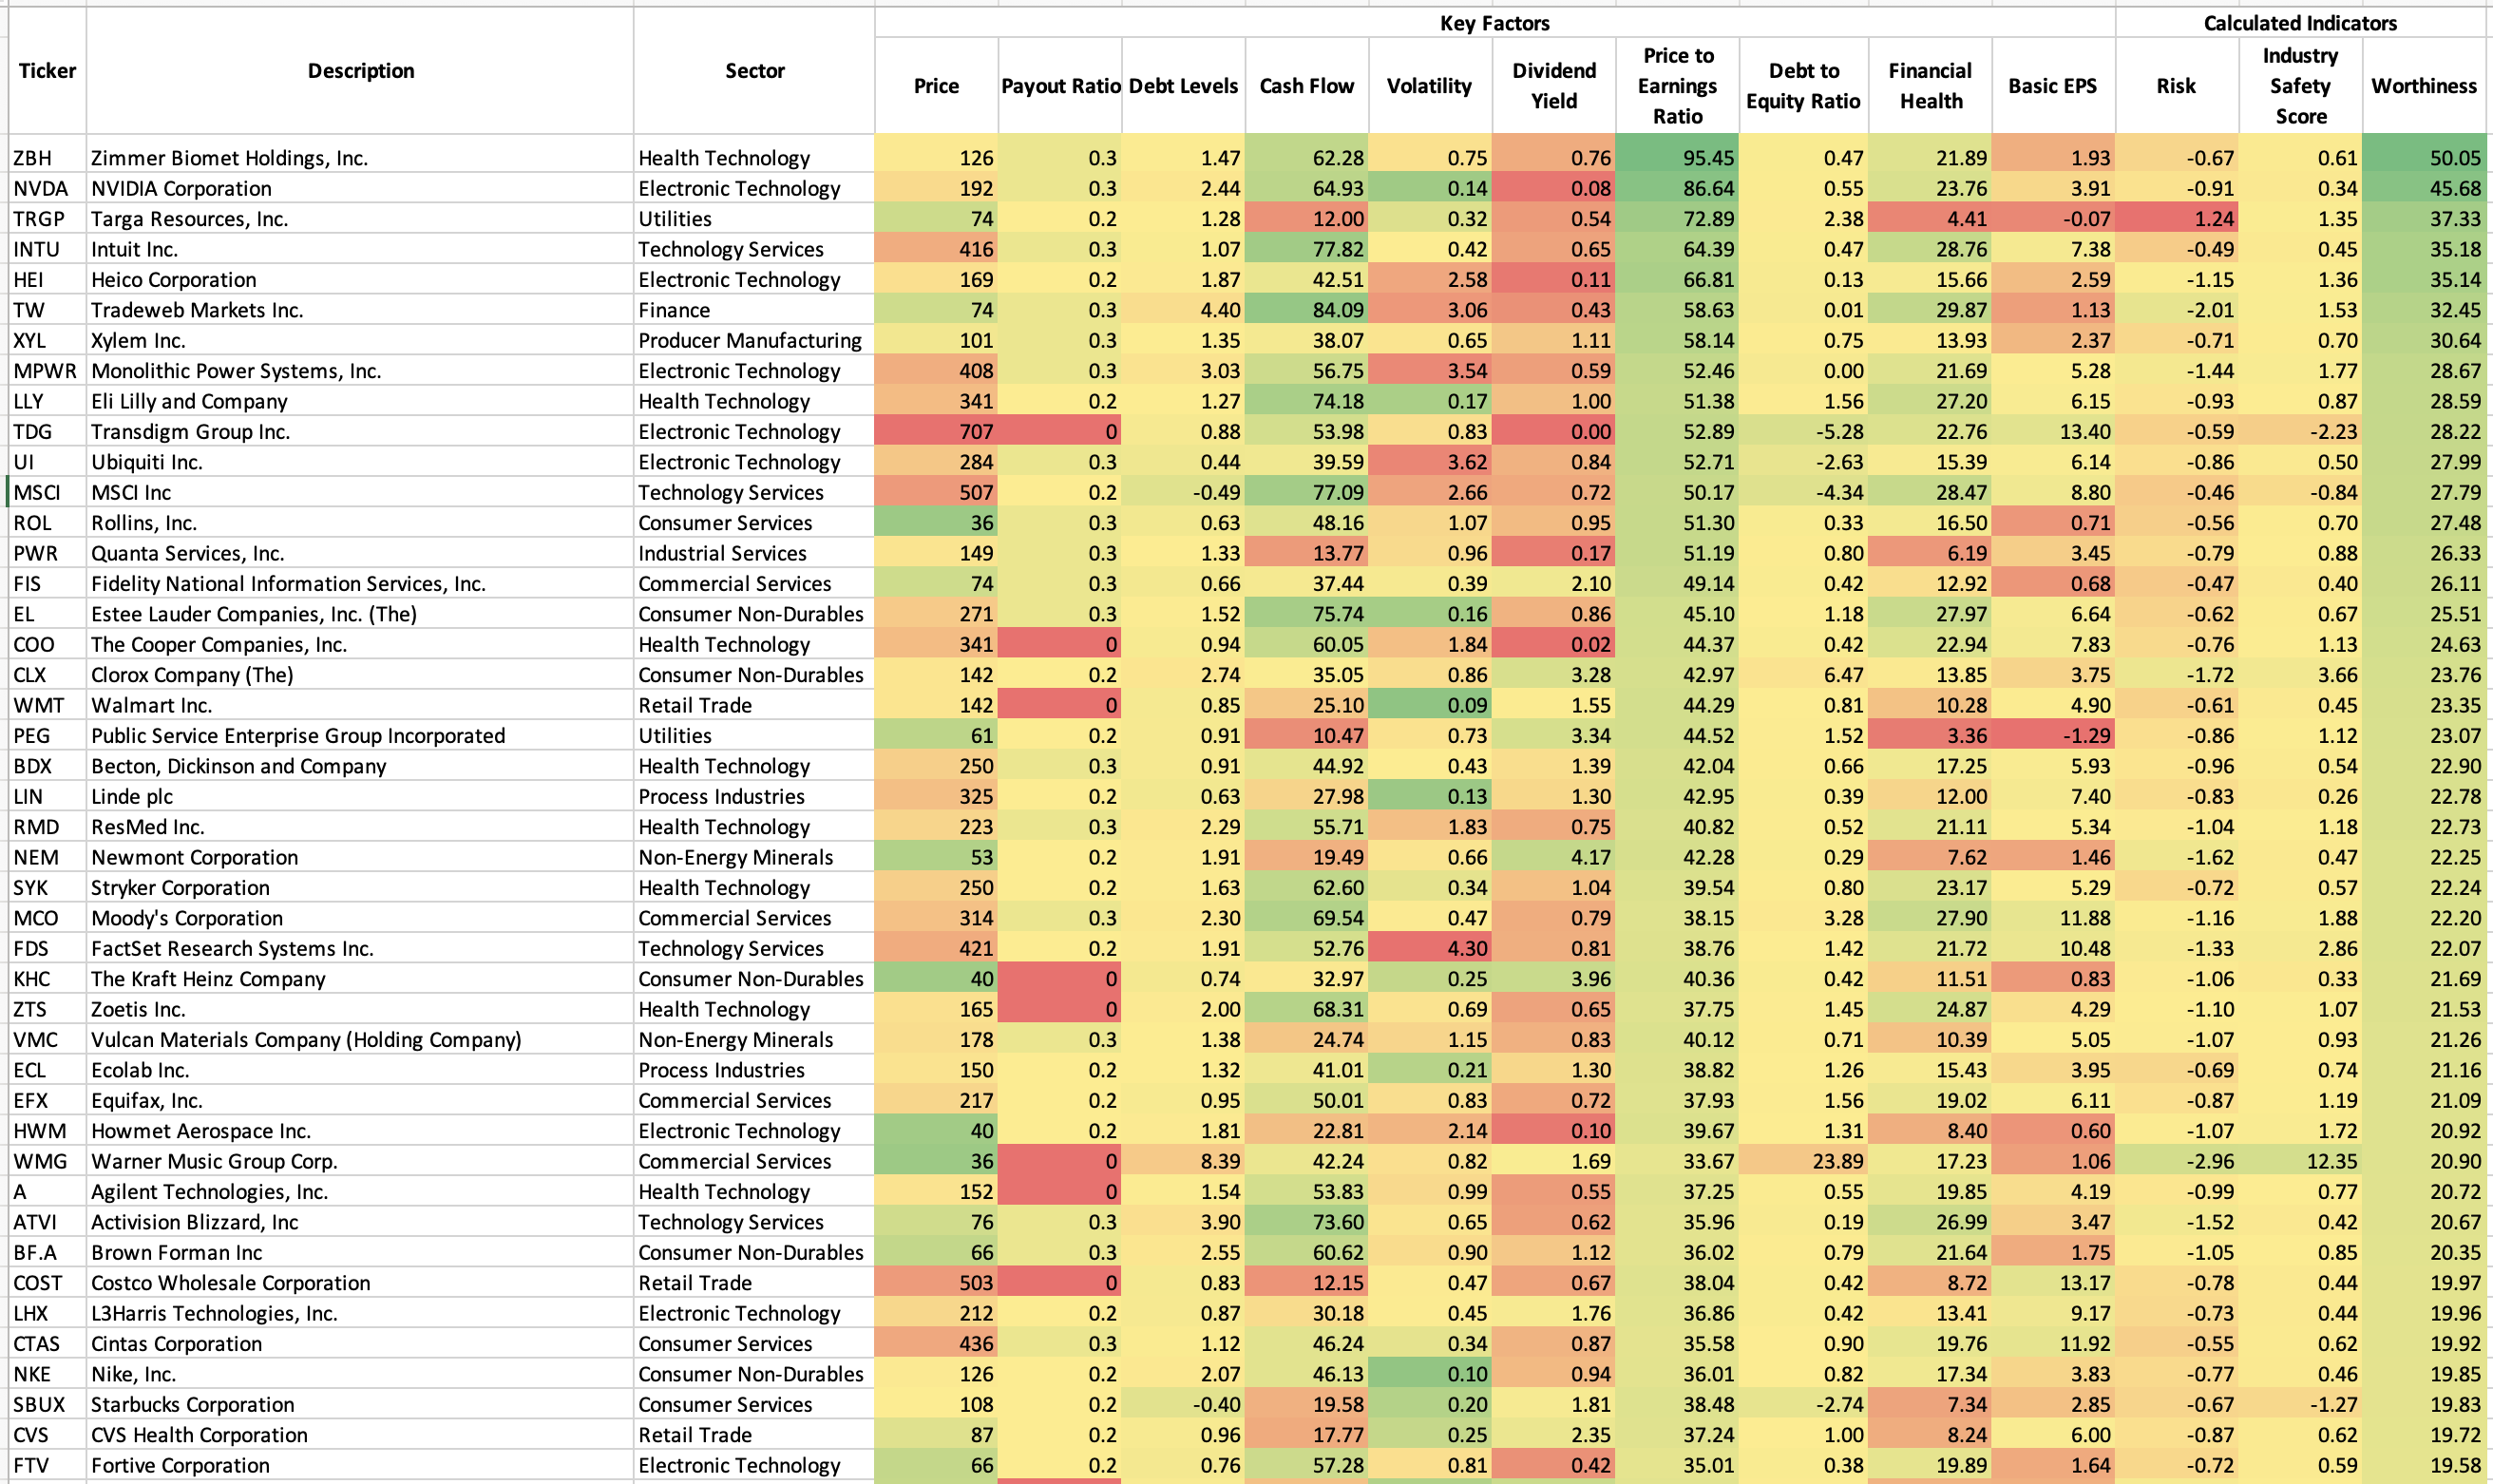 Key Factors Calculated Indicators
Ticker Description Sector Price Payout Ratio Debt Levels Cash Flow Volatility Dividend Yield Price to Earnings Ratio Debt to Equity Ratio Financial Health Basic EPS Risk Industry Safety Score Worthiness
ZBH Zimmer Biomet Holdings, Inc. Health Technology 126 0.3 1.47 62.28 0.75 0.76 95.45 0.47 21.89 1.93 -0.67 0.61 50.05
NVDA NVIDIA Corporation Electronic Technology 192 0.3 2.44 64.93 0.14 0.08 86.64 0.55 23.76 3.91 -0.91 0.34 45.68
TRGP Targa Resources, Inc. Utilities 74 0.2 1.28 12.00 0.32 0.54 72.89 2.38 4.41 -0.07 1.24 1.35 37.33
INTU Intuit Inc. Technology Services 416 0.3 1.07 77.82 0.42 0.65 64.39 0.47 28.76 7.38 -0.49 0.45 35.18
HEI Heico Corporation Electronic Technology 169 0.2 1.87 42.51 2.58 0.11 66.81 0.13 15.66 2.59 -1.15 1.36 35.14
TW Tradeweb Markets Inc. Finance 74 0.3 4.40 84.09 3.06 0.43 58.63 0.01 29.87 1.13 -2.01 1.53 32.45
XYL Xylem Inc. Producer Manufacturing 101 0.3 1.35 38.07 0.65 1.11 58.14 0.75 13.93 2.37 -0.71 0.70 30.64
MPWR Monolithic Power Systems, Inc. Electronic Technology 408 0.3 3.03 56.75 3.54 0.59 52.46 0.00 21.69 5.28 -1.44 1.77 28.67
LLY Eli Lilly and Company Health Technology 341 0.2 1.27 74.18 0.17 1.00 51.38 1.56 27.20 6.15 -0.93 0.87 28.59
TDG Transdigm Group Inc. Electronic Technology 707 0 0.88 53.98 0.83 0.00 52.89 -5.28 22.76 13.40 -0.59 -2.23 28.22
UI Ubiquiti Inc. Electronic Technology 284 0.3 0.44 39.59 3.62 0.84 52.71 -2.63 15.39 6.14 -0.86 0.50 27.99
MSCI MSCI Inc Technology Services 507 0.2 -0.49 77.09 2.66 0.72 50.17 -4.34 28.47 8.80 -0.46 -0.84 27.79
ROL Rollins, Inc. Consumer Services 36 0.3 0.63 48.16 1.07 0.95 51.30 0.33 16.50 0.71 -0.56 0.70 27.48
PWR Quanta Services, Inc. Industrial Services 149 0.3 1.33 13.77 0.96 0.17 51.19 0.80 6.19 3.45 -0.79 0.88 26.33
FIS Fidelity National Information Services, Inc. Commercial Services 74 0.3 0.66 37.44 0.39 2.10 49.14 0.42 12.92 0.68 -0.47 0.40 26.11
EL Estee Lauder Companies, Inc. (The) Consumer Non-Durables 271 0.3 1.52 75.74 0.16 0.86 45.10 1.18 27.97 6.64 -0.62 0.67 25.51
COO The Cooper Companies, Inc. Health Technology 341 0 0.94 60.05 1.84 0.02 44.37 0.42 22.94 7.83 -0.76 1.13 24.63
CLX Clorox Company (The) Consumer Non-Durables 142 0.2 2.74 35.05 0.86 3.28 42.97 6.47 13.85 3.75 -1.72 3.66 23.76
WMT Walmart Inc. Retail Trade 142 0 0.85 25.10 0.09 1.55 44.29 0.81 10.28 4.90 -0.61 0.45 23.35
PEG Public Service Enterprise Group Incorporated Utilities 61 0.2 0.91 10.47 0.73 3.34 44.52 1.52 3.36 -1.29 -0.86 1.12 23.07
BDX Becton, Dickinson and Company Health Technology 250 0.3 0.91 44.92 0.43 1.39 42.04 0.66 17.25 5.93 -0.96 0.54 22.90
LIN Linde plc Process Industries 325 0.2 0.63 27.98 0.13 1.30 42.95 0.39 12.00 7.40 -0.83 0.26 22.78
RMD ResMed Inc. Health Technology 223 0.3 2.29 55.71 1.83 0.75 40.82 0.52 21.11 5.34 -1.04 1.18 22.73
NEM Newmont Corporation Non-Energy Minerals 53 0.2 1.91 19.49 0.66 4.17 42.28 0.29 7.62 1.46 -1.62 0.47 22.25
SYK Stryker Corporation Health Technology 250 0.2 1.63 62.60 0.34 1.04 39.54 0.80 23.17 5.29 -0.72 0.57 22.24
MCO Moody's Corporation Commercial Services 314 0.3 2.30 69.54 0.47 0.79 38.15 3.28 27.90 11.88 -1.16 1.88 22.20
FDS FactSet Research Systems Inc. Technology Services 421 0.2 1.91 52.76 4.30 0.81 38.76 1.42 21.72 10.48 -1.33 2.86 22.07
KHC The Kraft Heinz Company Consumer Non-Durables 40 0 0.74 32.97 0.25 3.96 40.36 0.42 11.51 0.83 -1.06 0.33 21.69
ZTS Zoetis Inc. Health Technology 165 0 2.00 68.31 0.69 0.65 37.75 1.45 24.87 4.29 -1.10 1.07 21.53
VMC Vulcan Materials Company (Holding Company) Non-Energy Minerals 178 0.3 1.38 24.74 1.15 0.83 40.12 0.71 10.39 5.05 -1.07 0.93 21.26
ECL Ecolab Inc. Process Industries 150 0.2 1.32 41.01 0.21 1.30 38.82 1.26 15.43 3.95 -0.69 0.74 21.16
EFX Equifax, Inc. Commercial Services 217 0.2 0.95 50.01 0.83 0.72 37.93 1.56 19.02 6.11 -0.87 1.19 21.09
HWM Howmet Aerospace Inc. Electronic Technology 40 0.2 1.81 22.81 2.14 0.10 39.67 1.31 8.40 0.60 -1.07 1.72 20.92
WMG Warner Music Group Corp. Commercial Services 36 0 8.39 42.24 0.82 1.69 33.67 23.89 17.23 1.06 -2.96 12.35 20.90
A Agilent Technologies, Inc. Health Technology 152 0 1.54 53.83 0.99 0.55 37.25 0.55 19.85 4.19 -0.99 0.77 20.72
ATVI Activision Blizzard, Inc Technology Services 76 0.3 3.90 73.60 0.65 0.62 35.96 0.19 26.99 3.47 -1.52 0.42 20.67
BF.A Brown Forman Inc Consumer Non-Durables 66 0.3 2.55 60.62 0.90 1.12 36.02 0.79 21.64 1.75 -1.05 0.85 20.35
COST Costco Wholesale Corporation Retail Trade 503 0 0.83 12.15 0.47 0.67 38.04 0.42 8.72 13.17 -0.78 0.44 19.97
LHX L3Harris Technologies, Inc. Electronic Technology 212 0.2 0.87 30.18 0.45 1.76 36.86 0.42 13.41 9.17 -0.73 0.44 19.96
CTAS Cintas Corporation Consumer Services 436 0.3 1.12 46.24 0.34 0.87 35.58 0.90 19.76 11.92 -0.55 0.62 19.92
NKE Nike, Inc. Consumer Non-Durables 126 0.2 2.07 46.13 0.10 0.94 36.01 0.82 17.34 3.83 -0.77 0.46 19.85
SBUX Starbucks Corporation Consumer Services 108 0.2 -0.40 19.58 0.20 1.81 38.48 -2.74 7.34 2.85 -0.67 -1.27 19.83
CVS CVS Health Corporation Retail Trade 87 0.2 0.96 17.77 0.25 2.35 37.24 1.00 8.24 6.00 -0.87 0.62 19.72
FTV Fortive Corporation Electronic Technology 66 0.2 0.76 57.28 0.81 0.42 35.01 0.38 19.89 1.64 -0.72 0.59 19.58